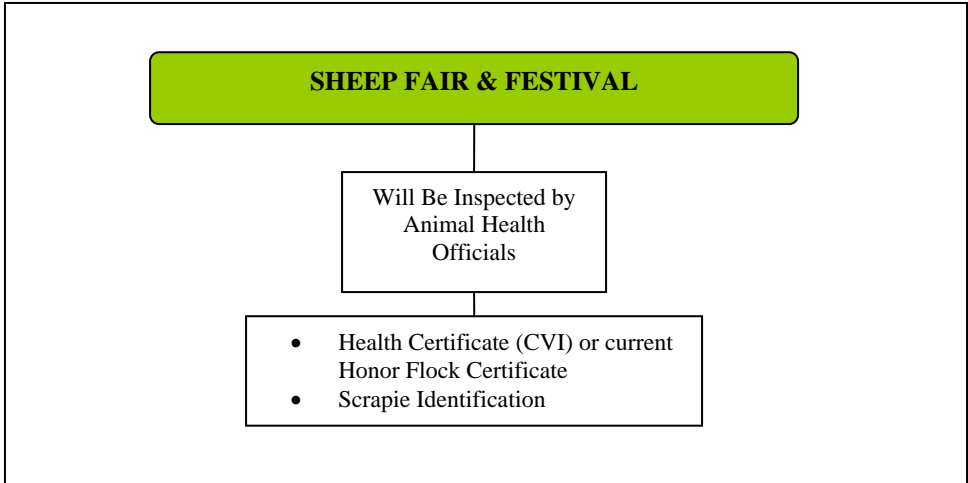 SHEEP FAIR & FESTIVAL
Will Be Inspected by
Animal Health
Officials
• Health Certificate (CVI) or current
Honor Flock Certificate
• Scrapie Identification